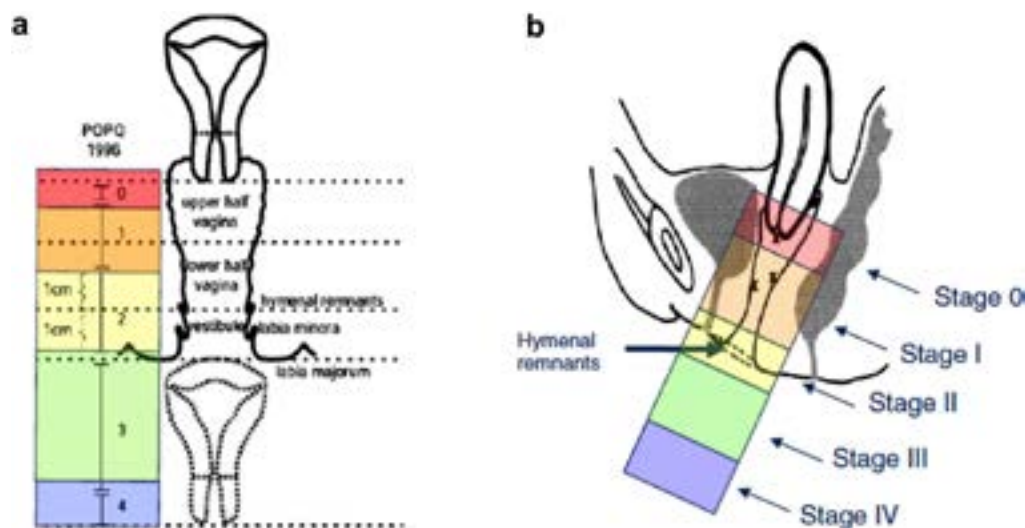 a
POPQ
1996
0
1
1cm
2
1cm
3
4
upper half
vagina
lower half
vagina
hymenal remnants
vestibule
labia minora
labia majorum
b
Hymenal
remnants
Stage 0
Stage I
Stage II
Stage III
Stage IV